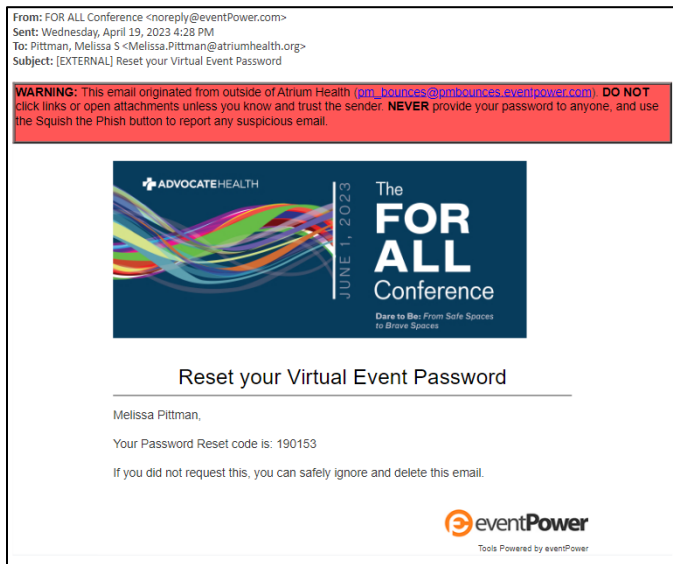 From: FOR ALL Conference <noreply@eventPower.com>
Sent: Wednesday, April 19, 2023 4:28 PM
To: Pittman, Melissa S <Melissa.Pittman@atriumhealth.org>
Subject: [EXTERNAL] Reset your Virtual Event Password
WARNING: This email originated from outside of Atrium Health (pm_bounces@pmbounces.eventpower.com). DO NOT
click links or open attachments unless you know and trust the sender. NEVER provide your password to anyone, and use
the Squish the Phish button to report any suspicious email.
ADVOCATEHEALTH
JUNE 1, 2023
The
FOR
ALL
Conference
Dare to Be: From Safe Spaces
to Brave Spaces
Reset your Virtual Event Password
Melissa Pittman,
Your Password Reset code is: 190153
If you did not request this, you can safely ignore and delete this email.
eventPower
Tools Powered by eventPower